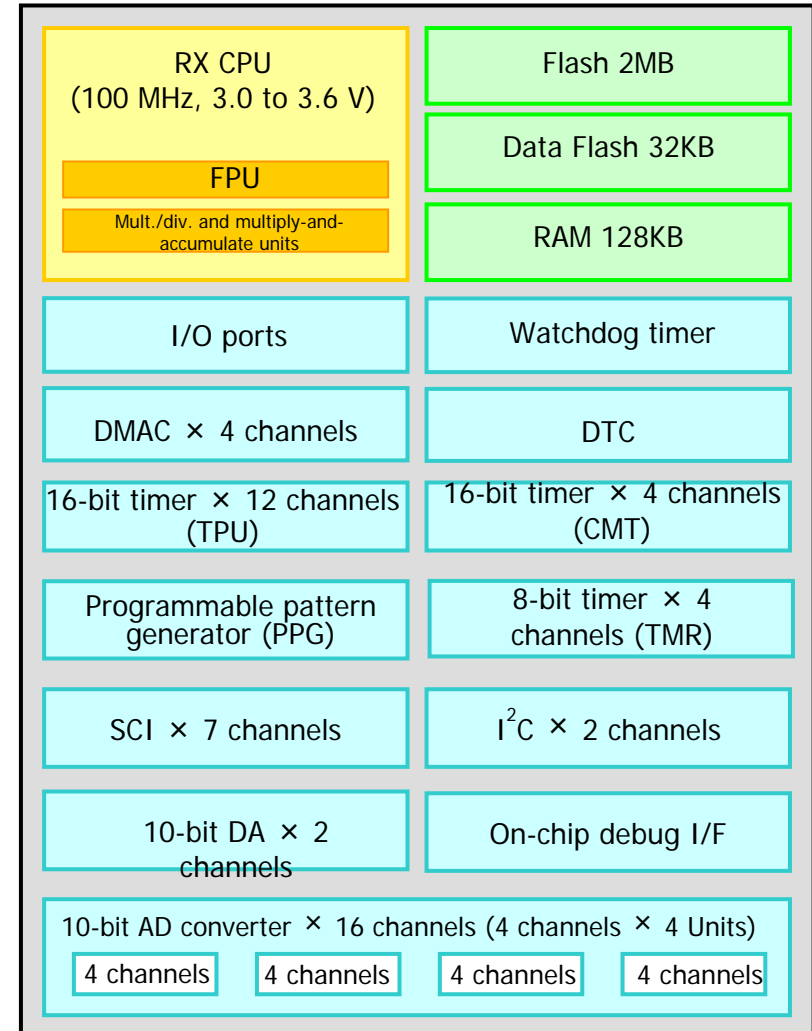 RX CPU
(100 MHz, 3.0 to 3.6 V)
FPU
Mult./div. and multiply-and-
accumulate units
Flash 2MB
Data Flash 32KB
RAM 128KB
I/O ports
Watchdog timer
DMAC × 4 channels
DTC
16-bit timer × 12 channels
(TPU)
16-bit timer × 4 channels
(CMT)
Programmable pattern
generator (PPG)
8-bit timer × 4
channels (TMR)
SCI × 7 channels
I²C × 2 channels
10-bit DA × 2
channels
On-chip debug I/F
10-bit AD converter × 16 channels (4 channels × 4 Units)
4 channels
4 channels
4 channels
4 channels